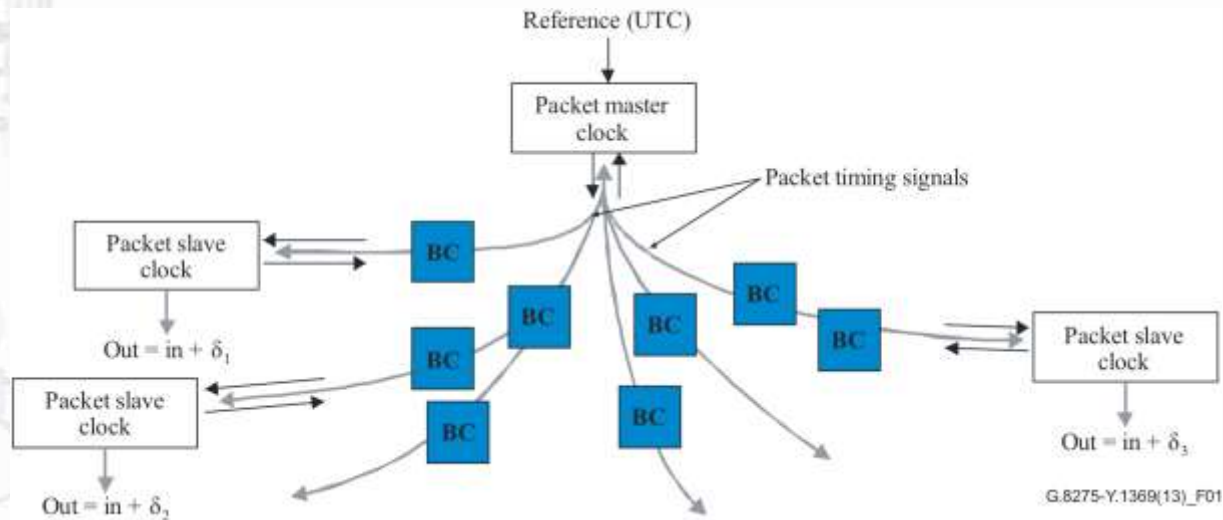 Reference (UTC)
Packet master
clock
Packet timing signals
Packet slave
clock
BC
BC
BC
BC
BC
BC
BC
BC
Out = in + δ₁
Packet slave
clock
Out = in + δ₂
Packet slave
clock
Out = in + δ₃
G.8275-Y.1369(13)_F01